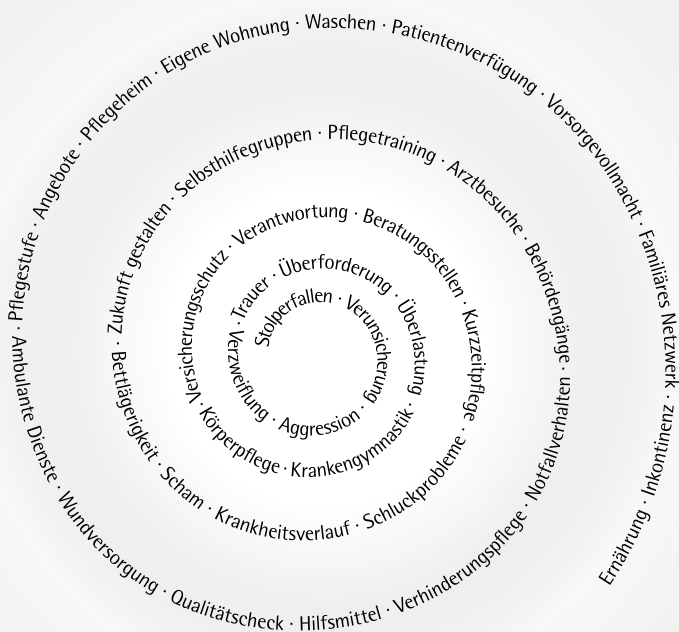 Stolperfallen · Verunsicherung · Aggression · Verzweiflung · Trauer · Überforderung · Überlastung · Krankengymnastik · Körperpflege · Versicherungsschutz · Verantwortung · Beratungsstellen · Kurzzeitpflege · Schluckprobleme · Krankheitsverlauf · Scham · Bettlägerigkeit · Zukunft gestalten · Selbsthilfegruppen · Pflegetraining · Arztbesuche · Behördengänge · Notfallverhalten · Verhinderungspflege · Hilfsmittel · Qualitätscheck · Wundversorgung · Ambulante Dienste · Pflegestufe · Angebote · Pflegeheim · Eigene Wohnung · Waschen · Patientenverfügung · Vorsorgevollmacht · Familiäres Netzwerk · Inkontinenz · Ernährung